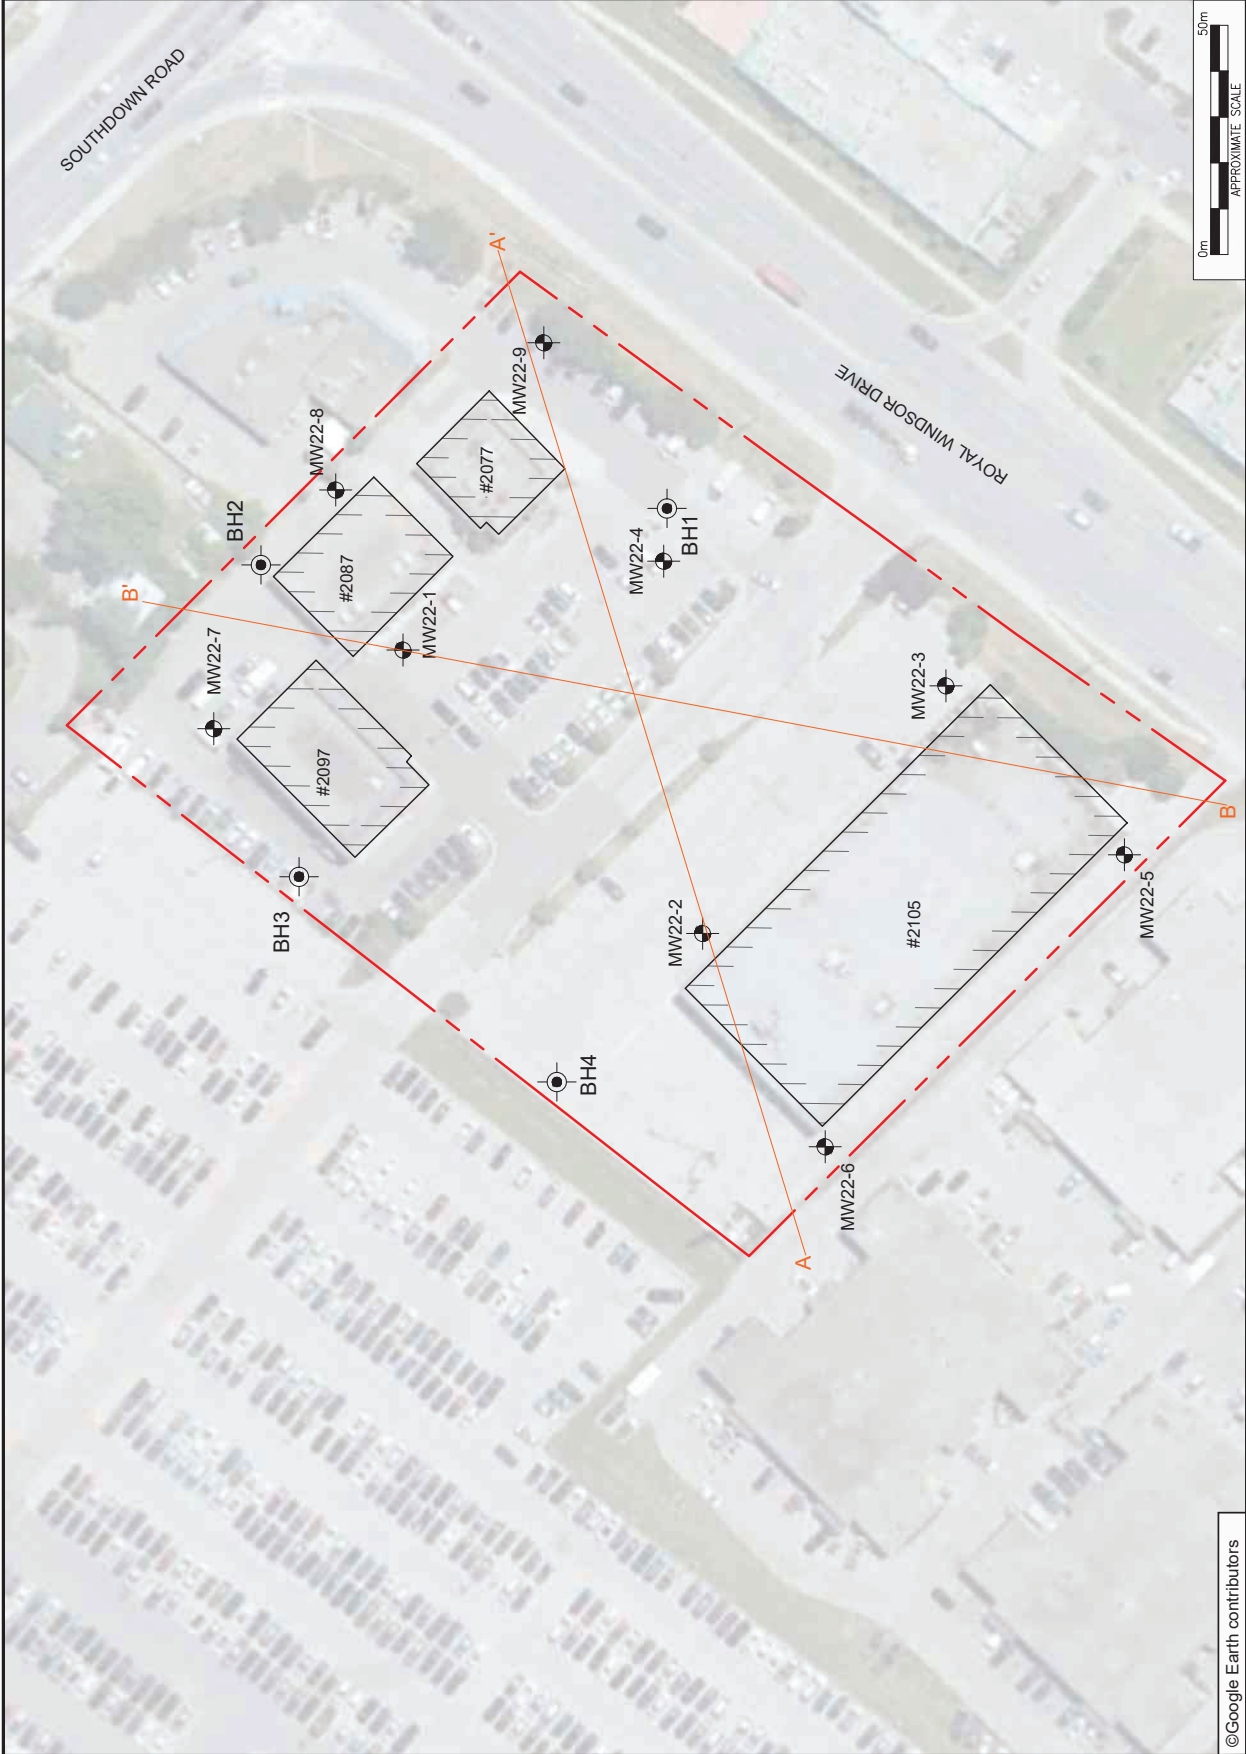 SOUTHDOWN ROAD
50m
0m
APPROXIMATE SCALE
A'
MW22-9
MW22-8
#2077
ROYAL WINDSOR DRIVE
BH2
BH1
MW22-4
#2087
B'
MW22-1
MW22-7
MW22-3
#2097
B
MW22-5
BH3
MW22-2
#2105
BH4
MW22-6
A
©Google Earth contributors